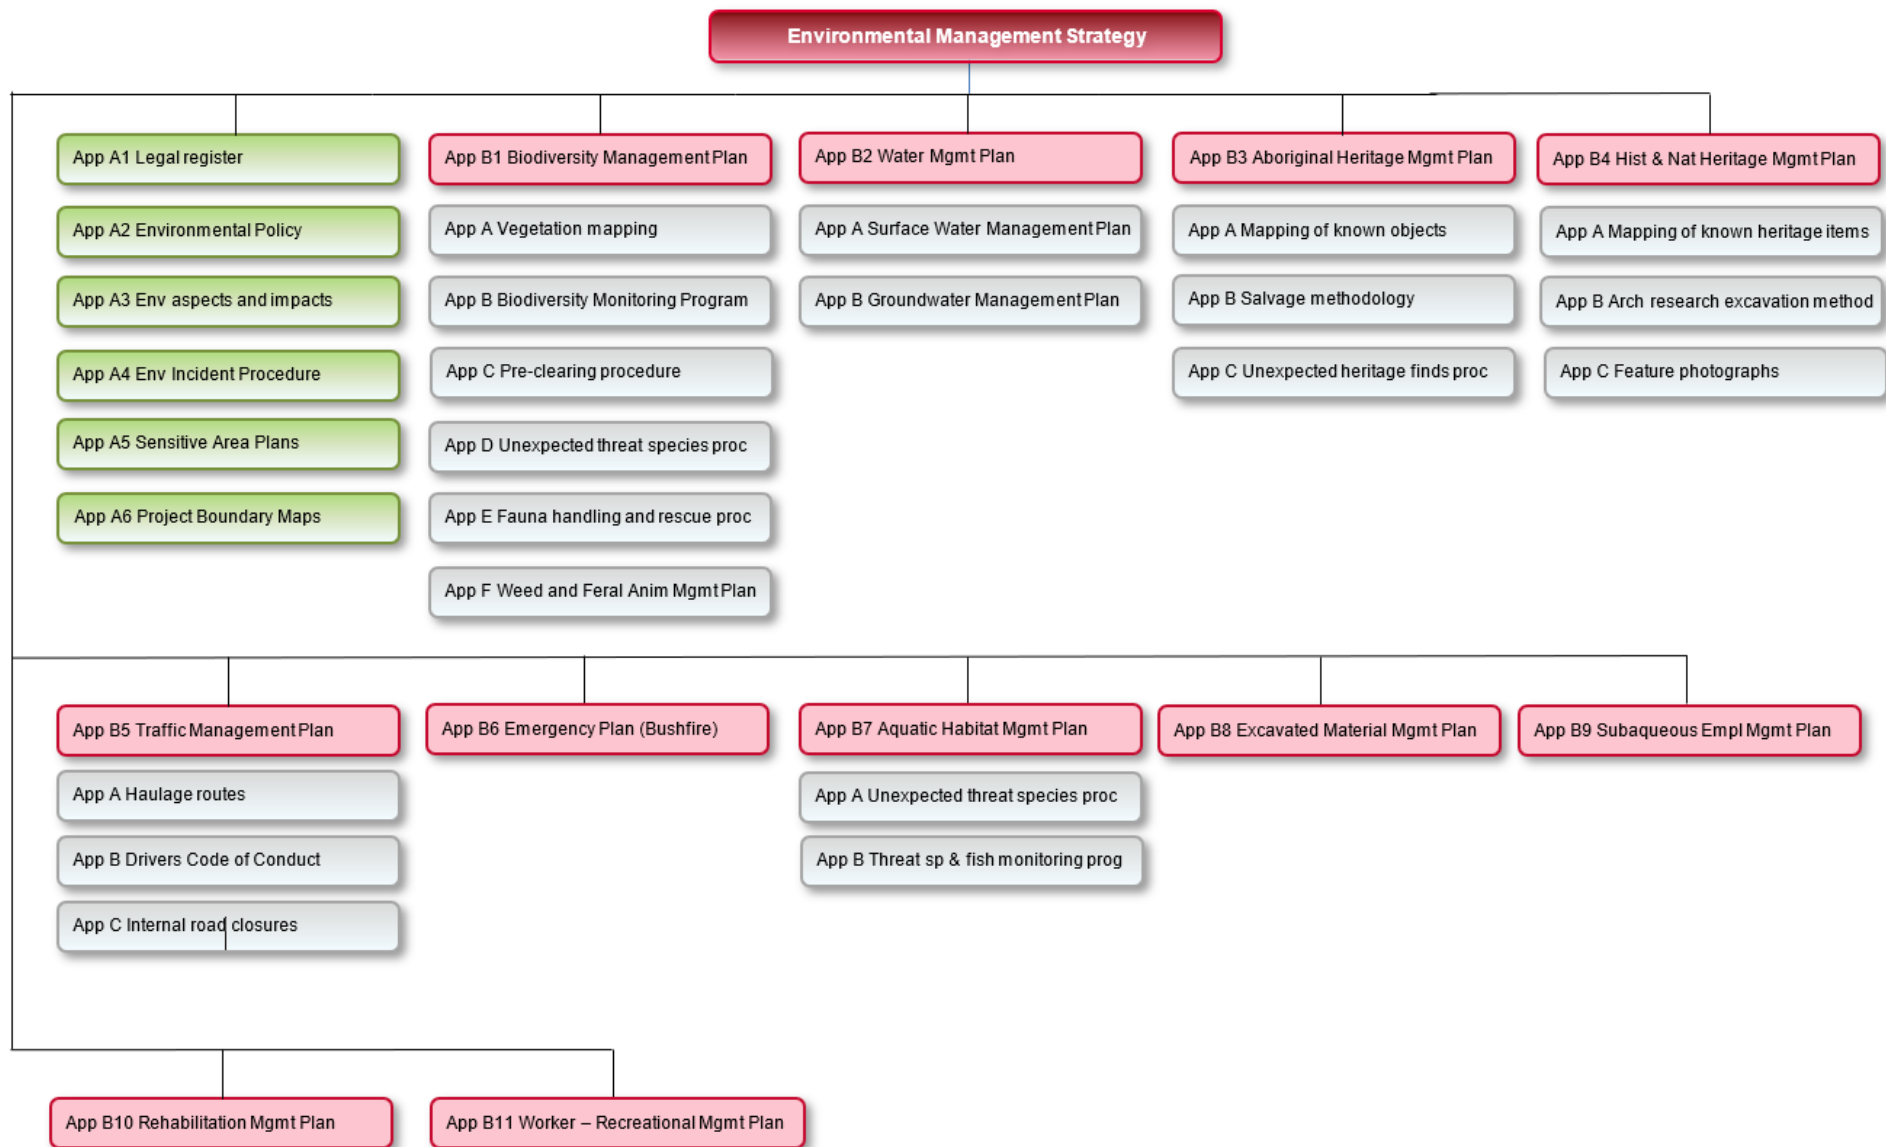 Environmental Management Strategy
App A1 Legal register
App A2 Environmental Policy
App A3 Env aspects and impacts
App A4 Env Incident Procedure
App A5 Sensitive Area Plans
App A6 Project Boundary Maps
App B1 Biodiversity Management Plan
App A Vegetation mapping
App B Biodiversity Monitoring Program
App C Pre-clearing procedure
App D Unexpected threat species proc
App E Fauna handling and rescue proc
App F Weed and Feral Anim Mgmt Plan
App B2 Water Mgmt Plan
App A Surface Water Management Plan
App B Groundwater Management Plan
App B3 Aboriginal Heritage Mgmt Plan
App A Mapping of known objects
App B Salvage methodology
App C Unexpected heritage finds proc
App B4 Hist & Nat Heritage Mgmt Plan
App A Mapping of known heritage items
App B Arch research excavation method
App C Feature photographs
App B5 Traffic Management Plan
App A Haulage routes
App B Drivers Code of Conduct
App C Internal road closures
App B6 Emergency Plan (Bushfire)
App B7 Aquatic Habitat Mgmt Plan
App A Unexpected threat species proc
App B Threat sp & fish monitoring prog
App B8 Excavated Material Mgmt Plan
App B9 Subaqueous Empl Mgmt Plan
App B10 Rehabilitation Mgmt Plan
App B11 Worker – Recreational Mgmt Plan